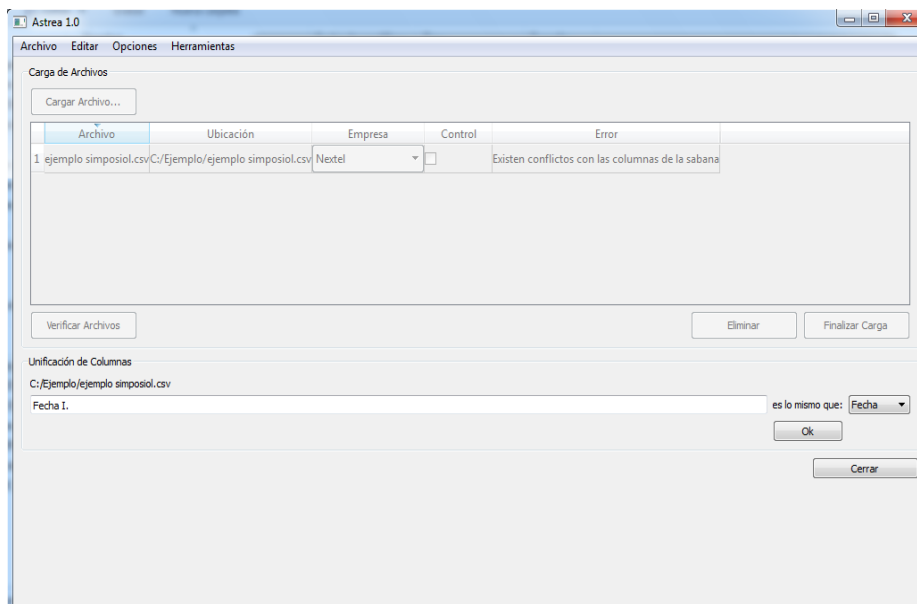 Astrea 1.0
Archivo Editar Opciones Herramientas
Carga de Archivos
Cargar Archivo...
Archivo Ubicación Empresa Control Error
1 ejemplo simposiol.csv C:/Ejemplo/ejemplo simposiol.csv Nextel Existen conflictos con las columnas de la sabana
Verificar Archivos Eliminar Finalizar Carga
Unificación de Columnas
C:/Ejemplo/ejemplo simposiol.csv
Fecha I. es lo mismo que: Fecha
Ok
Cerrar